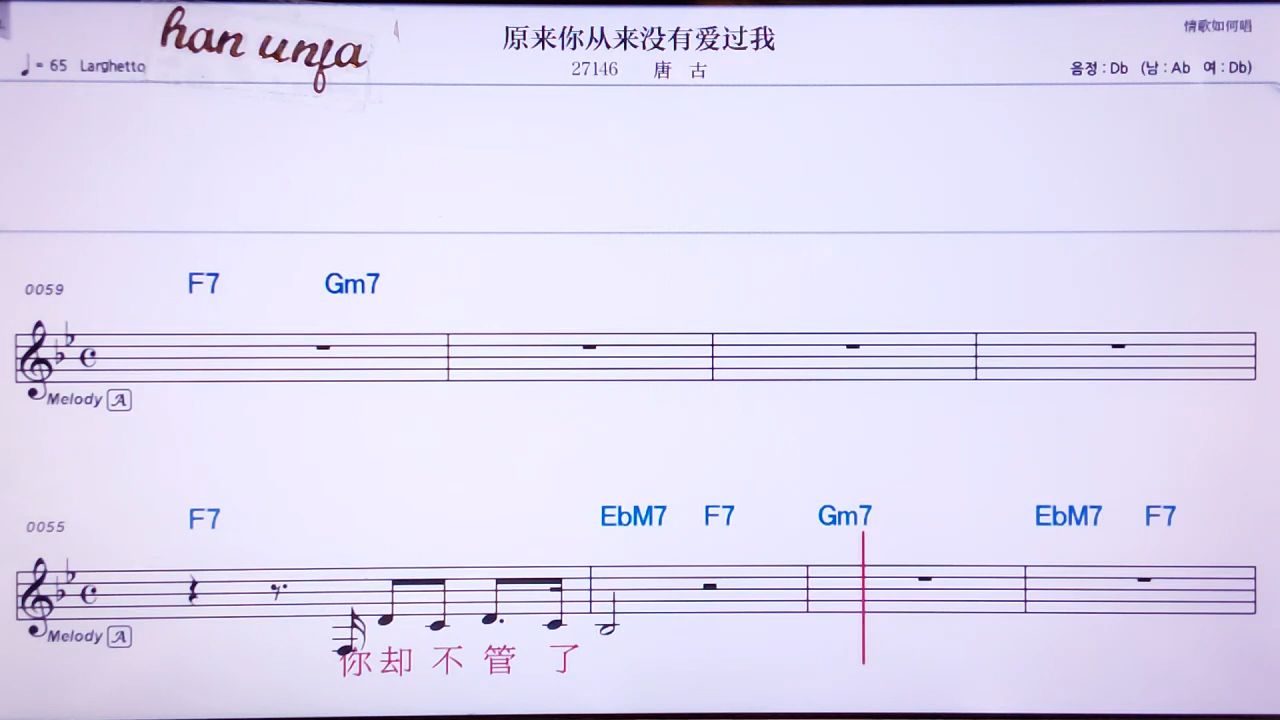 han unfa
原来你从来没有爱过我
情歌如何唱
♩= 65 Larghetto
27146 唐 古
음정 : Db (남 : Ab 여 : Db)
0059 F7 Gm7
Melody A
0055 F7 EbM7 F7 Gm7 EbM7 F7
Melody A
你却不管了